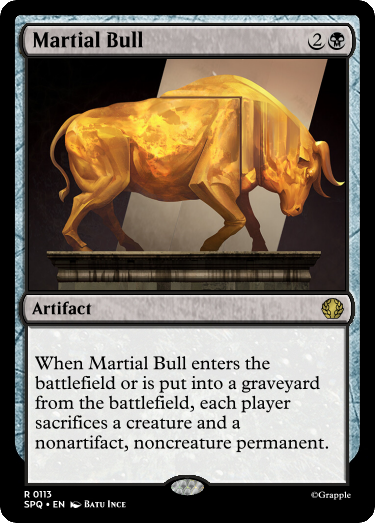 Martial Bull 2
Artifact
When Martial Bull enters the
battlefield or is put into a graveyard
from the battlefield, each player
sacrifices a creature and a
nonartifact, noncreature permanent.
R 0113
SPQ • EN Batu Ince
©Grapple